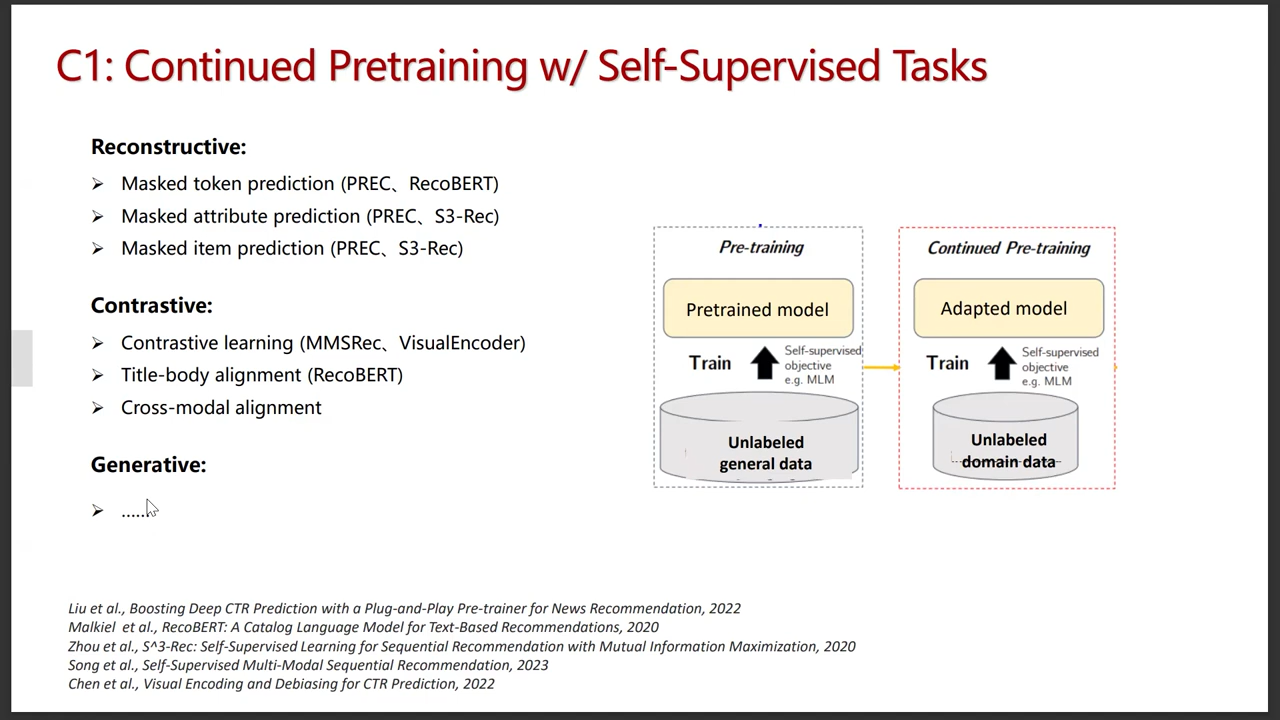 C1: Continued Pretraining w/ Self-Supervised Tasks
Reconstructive:
➢ Masked token prediction (PREC、RecoBERT)
➢ Masked attribute prediction (PREC、S3-Rec)
➢ Masked item prediction (PREC、S3-Rec)
Contrastive:
➢ Contrastive learning (MMSRec、VisualEncoder)
➢ Title-body alignment (RecoBERT)
➢ Cross-modal alignment
Generative:
➢ ......
Pre-training
Pretrained model
Train
Self-supervised
objective
e.g. MLM
Unlabeled
general data
Continued Pre-training
Adapted model
Train
Self-supervised
objective
e.g. MLM
Unlabeled
domain data
Liu et al., Boosting Deep CTR Prediction with a Plug-and-Play Pre-trainer for News Recommendation, 2022
Malkiel et al., RecoBERT: A Catalog Language Model for Text-Based Recommendations, 2020
Zhou et al., S^3-Rec: Self-Supervised Learning for Sequential Recommendation with Mutual Information Maximization, 2020
Song et al., Self-Supervised Multi-Modal Sequential Recommendation, 2023
Chen et al., Visual Encoding and Debiasing for CTR Prediction, 2022